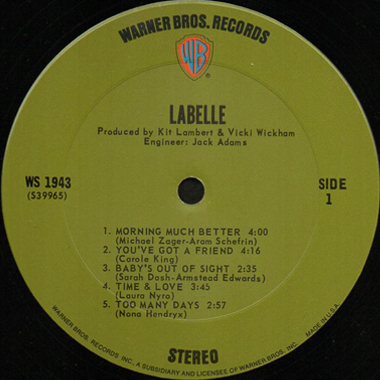 WARNER BROS. RECORDS
WB
LABELLE
Produced by Kit Lambert & Vicki Wickham
Engineer: Jack Adams
WS 1943
(S39965)
SIDE
1
1. MORNING MUCH BETTER 4:00
(Michael Zager-Aram Schefrin)
2. YOU'VE GOT A FRIEND 4:16
(Carole King)
3. BABY'S OUT OF SIGHT 2:35
(Sarah Dash-Armstead Edwards)
4. TIME & LOVE 3:45
(Laura Nyro)
5. TOO MANY DAYS 2:57
(Nona Hendryx)
STEREO
WARNER BROS. RECORDS INC. A SUBSIDIARY AND LICENSEE OF WARNER BROS. INC.
MADE IN U.S.A.